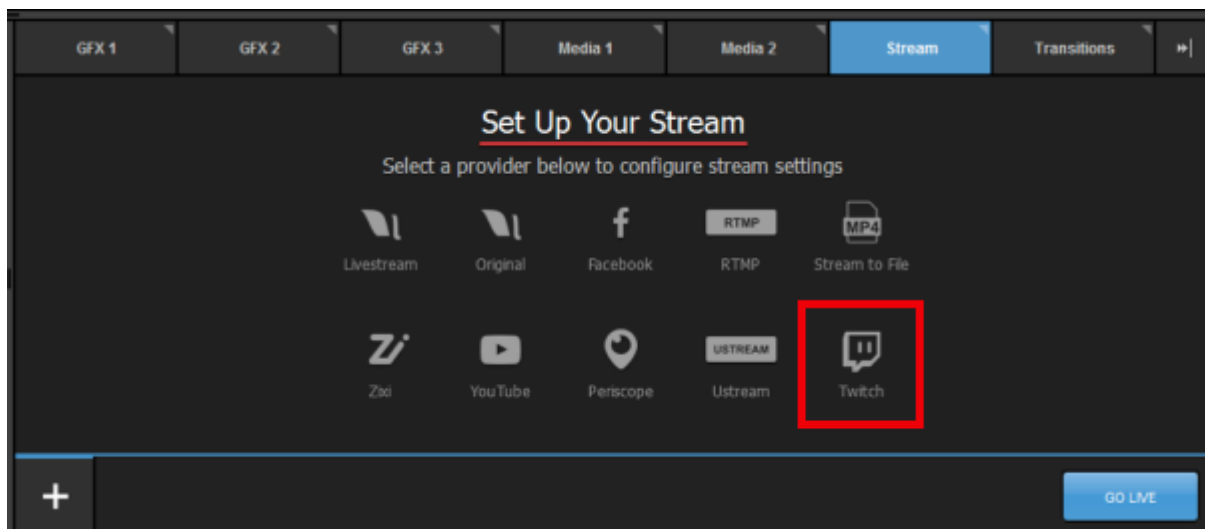 GFX 1 GFX 2 GFX 3 Media 1 Media 2 Stream Transitions
Set Up Your Stream
Select a provider below to configure stream settings
RTMP MP4
Livestream Original Facebook RTMP Stream to File
USTREAM
Zixi YouTube Periscope Ustream Twitch
GO LIVE